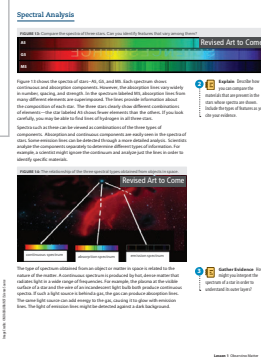 Spectral Analysis
FIGURE 13: Compare the spectra of three stars. Can you identify features that vary among them?
A5
G5
M5
Revised Art to Come
Figure 13 shows the spectra of stars—A5, G5, and M5. Each spectrum shows
continuous and absorption components. However, the absorption lines vary widely
in number, spacing, and strength. In the spectrum labeled M5, absorption lines from
many different elements are superimposed. The lines provide information about
the composition of each star. The three stars clearly show different combinations
of elements—the star labeled A5 shows fewer elements than the others. If you look
carefully, you may be able to find lines of hydrogen in all three stars.
Spectra such as these can be viewed as combinations of the three types of
components. Absorption and continuous components are easily seen in the spectra of
stars. Some emission lines can be detected through a more detailed analysis. Scientists
analyze the components separately to determine different types of information. For
example, a scientist might ignore the continuum and analyze just the lines in order to
identify specific materials.
Explain Describe how
you can compare the
materials that are present in the
stars whose spectra are shown.
Include the types of features as you
cite your evidence.
FIGURE 14: The relationship of the three spectral types obtained from objects in space.
Revised Art to Come
continuous spectrum
absorption spectrum
emission spectrum
The type of spectrum obtained from an object or matter in space is related to the
nature of the matter. A continuous spectrum is produced by hot, dense matter that
radiates light in a wide range of frequencies. For example, the plasma at the visible
surface of a star and the wire of an incandescent light bulb both produce continuous
spectra. If such a light source is behind a gas, the gas can produce absorption lines.
The same light source can add energy to the gas, causing it to glow with emission
lines. The light of emission lines might be detected against a dark background.
Gather Evidence
might you interpret the
spectrum of a star in order to
understand its outer layers?
Lesson 1